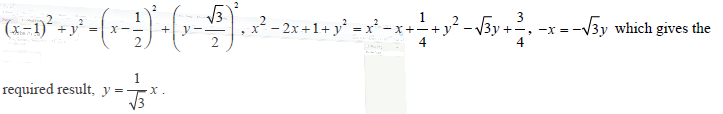 (x−1)² + y² = (x − 1/2)² + (y − √3/2)², x² − 2x + 1 + y² = x² − x + 1/4 + y² − √3y + 3/4, −x = −√3y which gives the
required result, y = 1/√3 x.